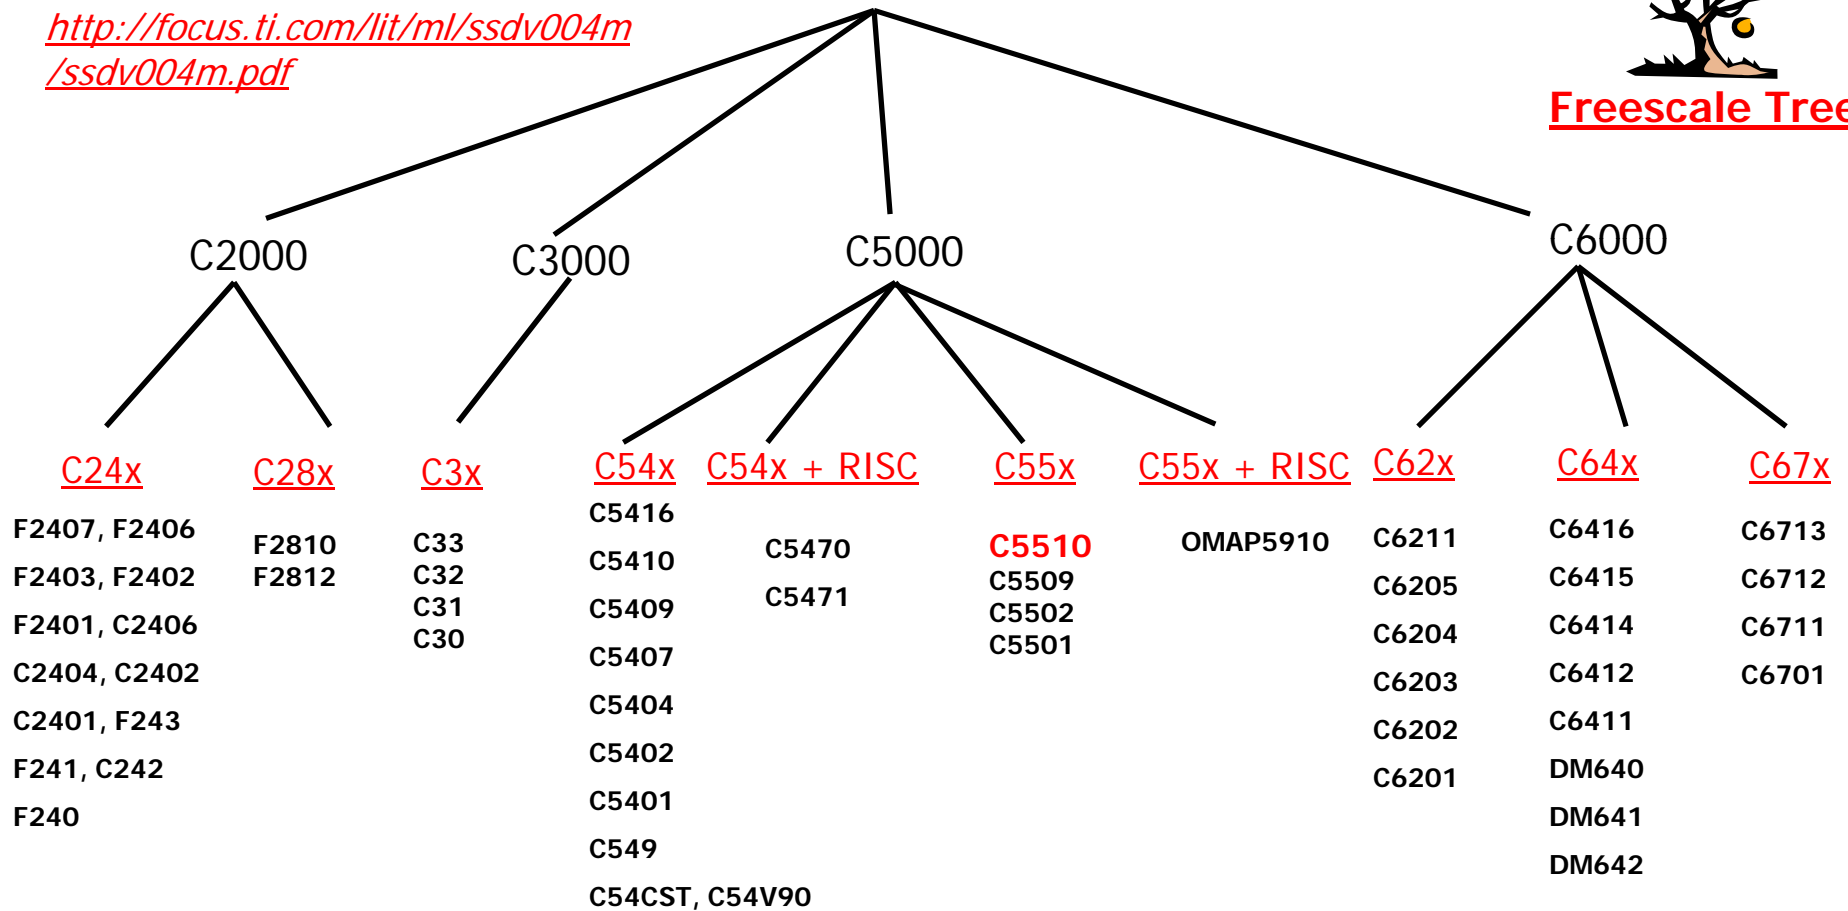 http://focus.ti.com/lit/ml/ssdv004m
/ssdv004m.pdf
Freescale Tree
C2000
C3000
C5000
C6000
C24x
C28x
C3x
C54x
C54x + RISC
C55x
C55x + RISC
C62x
C64x
C67x
F2407, F2406
F2403, F2402
F2401, C2406
C2404, C2402
C2401, F243
F241, C242
F240
F2810
F2812
C33
C32
C31
C30
C5416
C5410
C5409
C5407
C5404
C5402
C5401
C549
C54CST, C54V90
C5470
C5471
C5510
C5509
C5502
C5501
OMAP5910
C6211
C6205
C6204
C6203
C6202
C6201
C6416
C6415
C6414
C6412
C6411
DM640
DM641
DM642
C6713
C6712
C6711
C6701